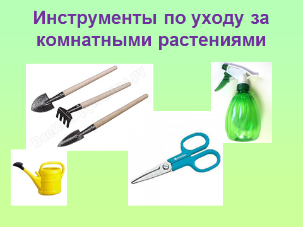 Инструменты по уходу за
комнатными растениями